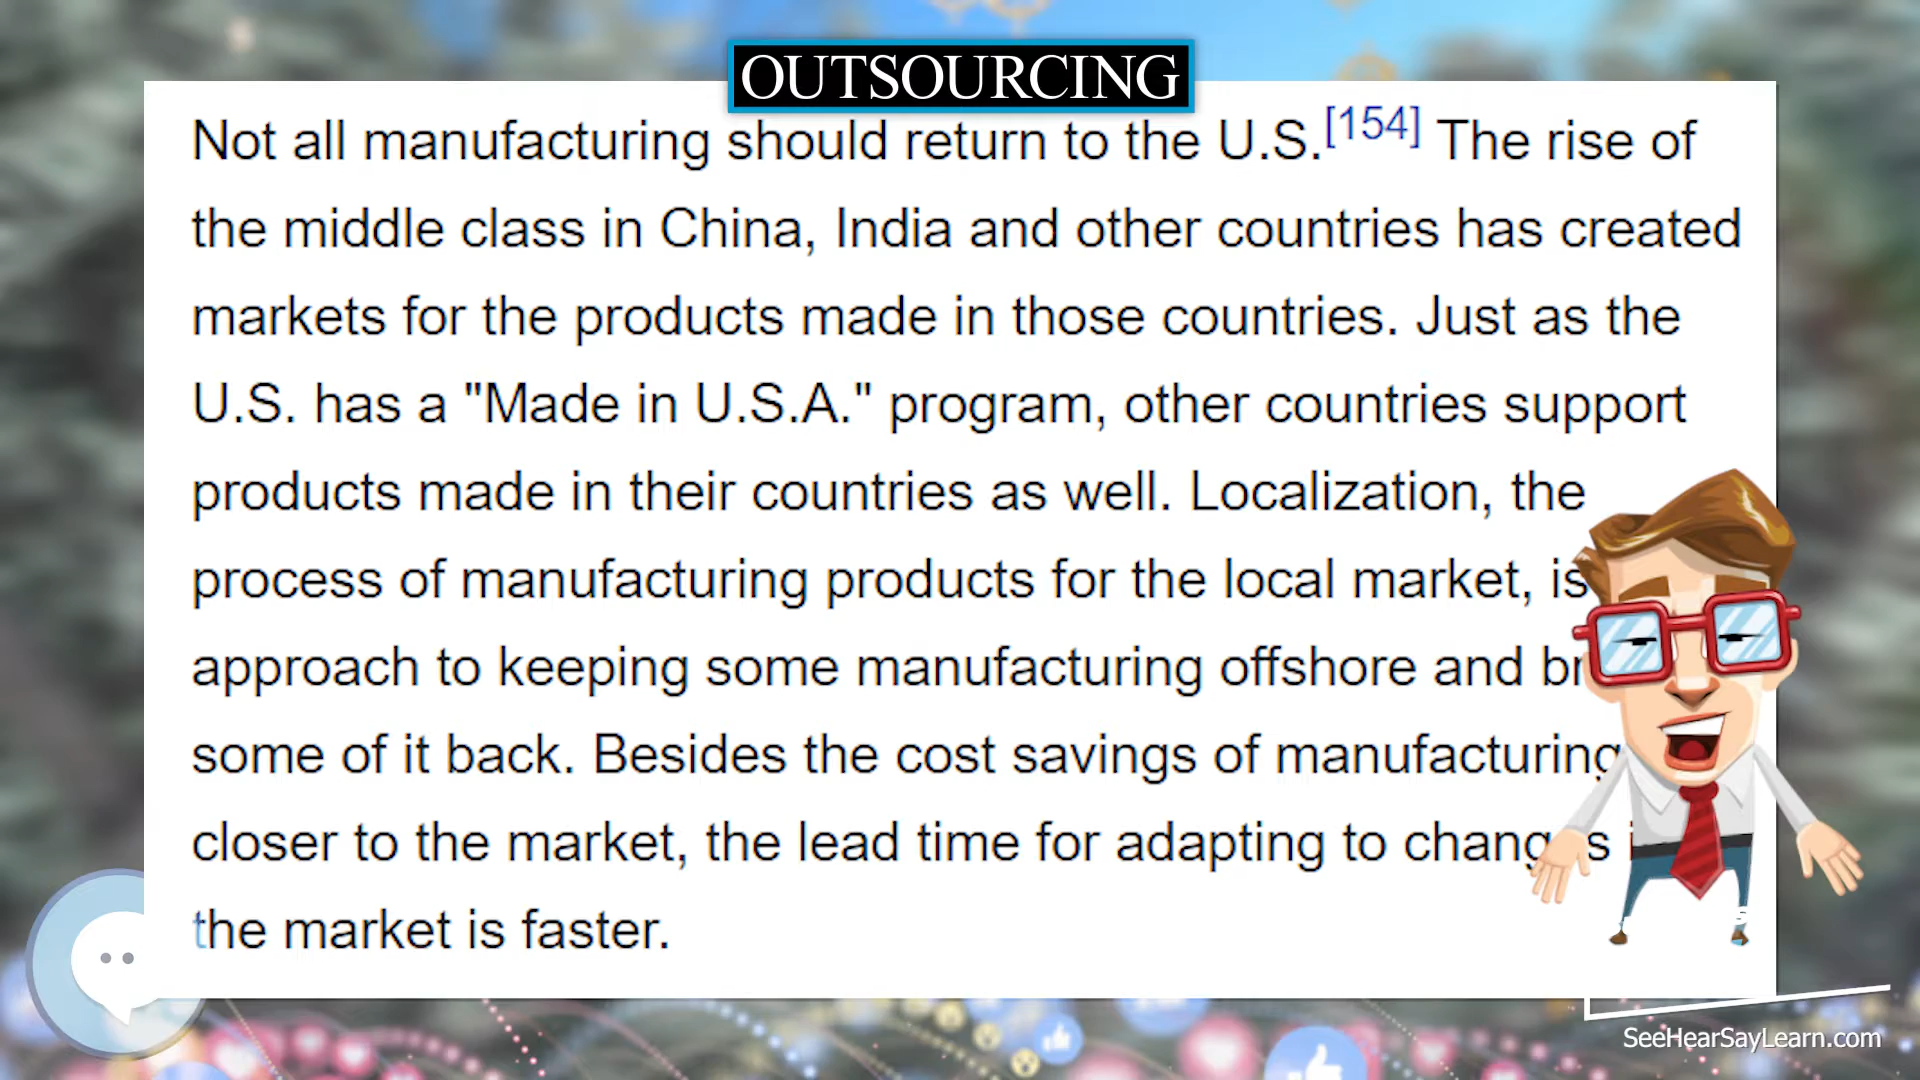 OUTSOURCING
Not all manufacturing should return to the U.S.[154] The rise of
the middle class in China, India and other countries has created
markets for the products made in those countries. Just as the
U.S. has a "Made in U.S.A." program, other countries support
products made in their countries as well. Localization, the
process of manufacturing products for the local market, is
approach to keeping some manufacturing offshore and
some of it back. Besides the cost savings of manufacturing
closer to the market, the lead time for adapting to changes
the market is faster.
SeeHearSayLearn.com